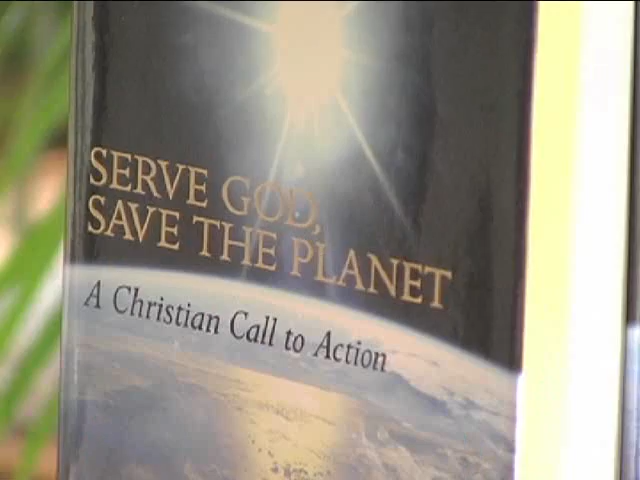 SERVE GOD,
SAVE THE PLANET
A Christian Call to Action